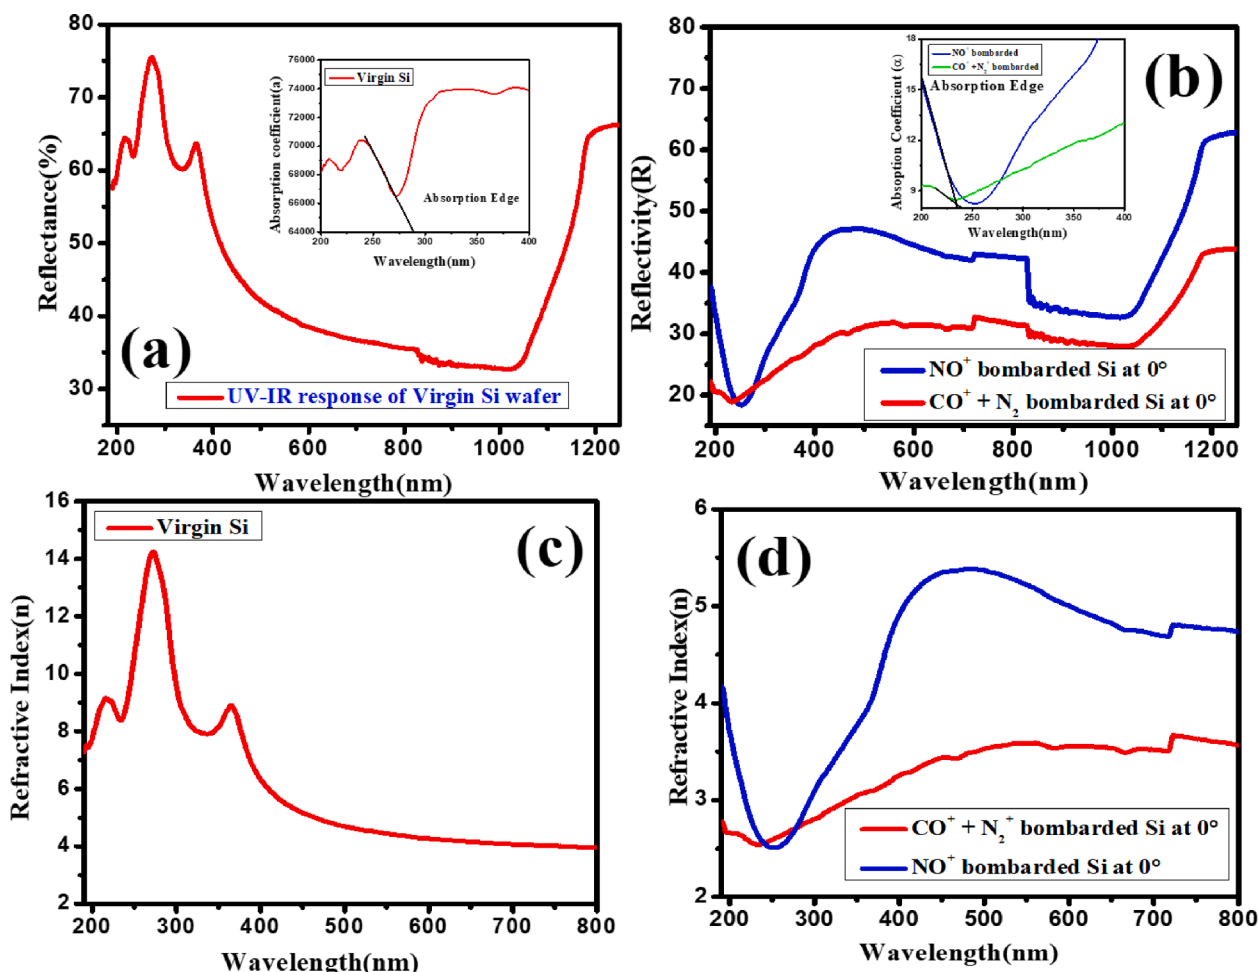 80
70
60
50
40
30
Reflectance(%)
200
400
600
800
1000
1200
Wavelength(nm)
(a)
UV-IR response of Virgin Si wafer
76000
74000
72000
70000
68000
66000
64000
Absorption coefficient(a)
Virgin Si
Absorption Edge
200
250
300
350
400
Wavelength(nm)
80
70
60
50
40
30
20
Reflectivity(R)
200
400
600
800
1000
1200
Wavelength(nm)
(b)
NO⁺ bombarded Si at 0°
CO⁺ + N₂ bombarded Si at 0°
18
15
12
9
Absoption Coefficient (α)
NO⁺ bombarded
CO⁺ +N₂⁺ bombarded
Absorption Edge
200
250
300
350
400
Wavelength(nm)
16
14
12
10
8
6
4
2
Refractive Index(n)
Virgin Si
(c)
200
300
400
500
600
700
800
Wavelength(nm)
6
5
4
3
2
Refractive Index(n)
(d)
CO⁺ + N₂⁺ bombarded Si at 0°
NO⁺ bombarded Si at 0°
200
300
400
500
600
700
800
Wavelength(nm)